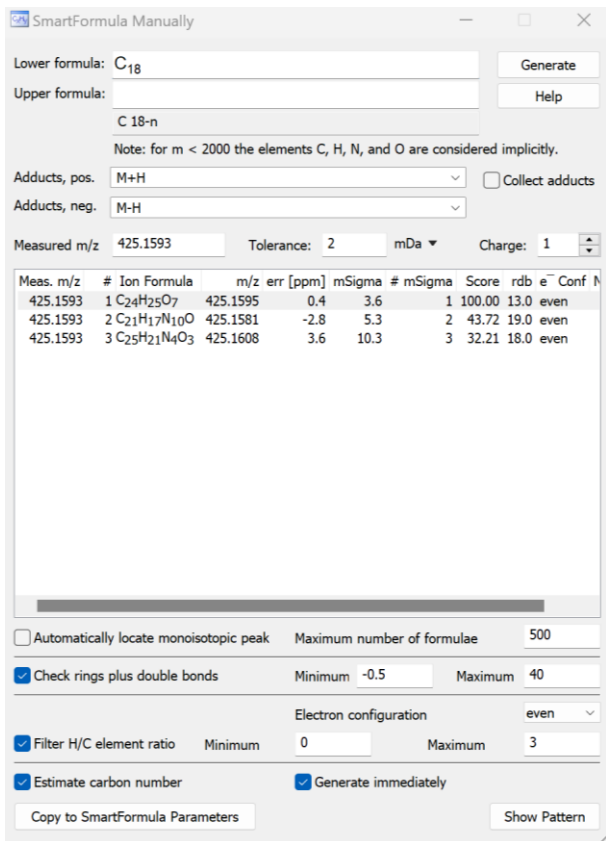 SmartFormula Manually
Lower formula: C18 Generate
Upper formula: Help
C 18-n
Note: for m < 2000 the elements C, H, N, and O are considered implicitly.
Adducts, pos. M+H Collect adducts
Adducts, neg. M-H
Measured m/z 425.1593 Tolerance: 2 mDa Charge: 1
Meas. m/z # Ion Formula m/z err [ppm] mSigma # mSigma Score rdb e⁻ Conf N
425.1593 1 C24H25O7 425.1595 0.4 3.6 1 100.00 13.0 even
425.1593 2 C21H17N10O 425.1581 -2.8 5.3 2 43.72 19.0 even
425.1593 3 C25H21N4O3 425.1608 3.6 10.3 3 32.21 18.0 even
Automatically locate monoisotopic peak Maximum number of formulae 500
Check rings plus double bonds Minimum -0.5 Maximum 40
Electron configuration even
Filter H/C element ratio Minimum 0 Maximum 3
Estimate carbon number Generate immediately
Copy to SmartFormula Parameters Show Pattern